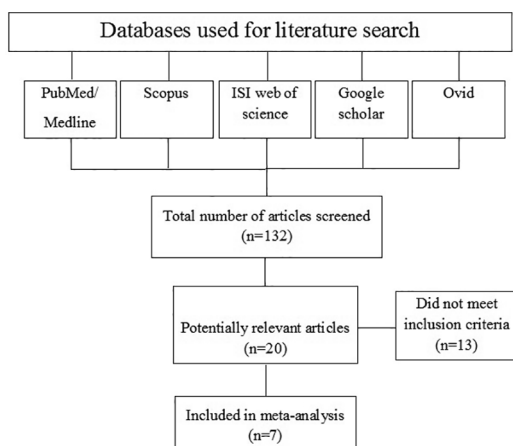 Databases used for literature search
PubMed/
Medline
Scopus
ISI web of
science
Google
scholar
Ovid
Total number of articles screened
(n=132)
Potentially relevant articles
(n=20)
Did not meet
inclusion criteria
(n=13)
Included in meta-analysis
(n=7)